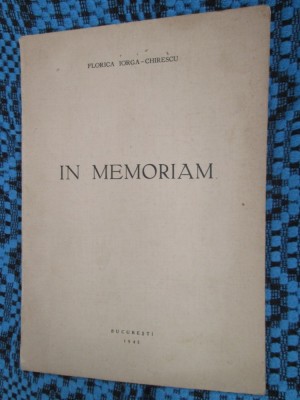 FLORICA IORGA-CHIRESCU
IN MEMORIAM
BUCUREȘTI